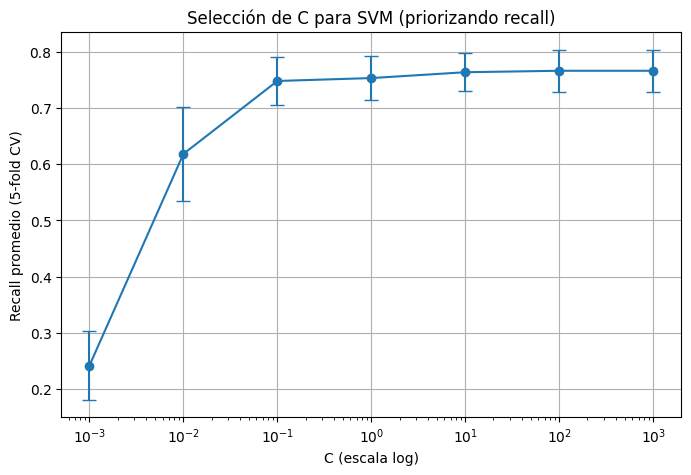 Selección de C para SVM (priorizando recall)
Recall promedio (5-fold CV)
0.8
0.7
0.6
0.5
0.4
0.3
0.2
10⁻³ 10⁻² 10⁻¹ 10⁰ 10¹ 10² 10³
C (escala log)